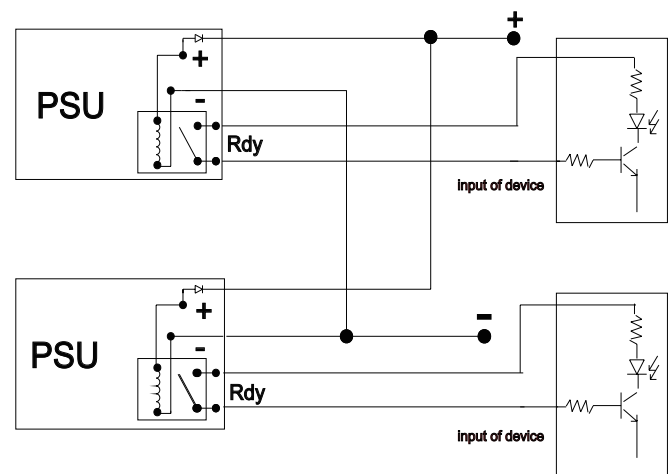 +
+
PSU
-
Rdy
input of device
+
-
PSU
-
Rdy
input of device